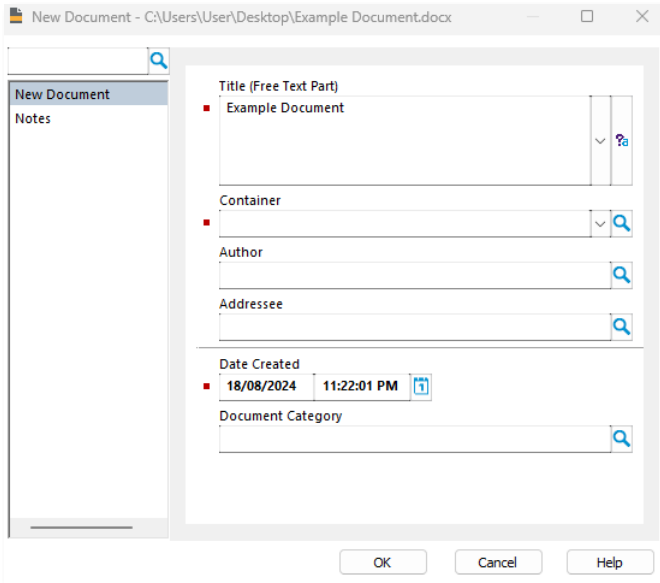 New Document - C:\Users\User\Desktop\Example Document.docx
New Document
Notes
Title (Free Text Part)
Example Document
Container
Author
Addressee
Date Created
18/08/2024 11:22:01 PM
Document Category
OK Cancel Help